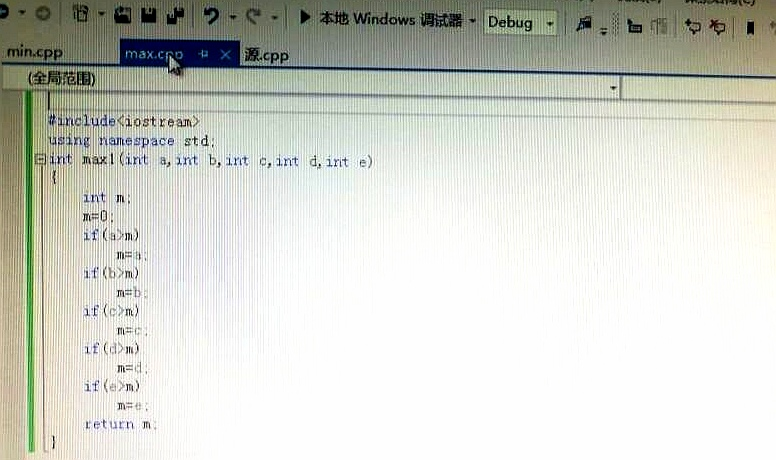 本地 Windows 调试器
Debug
min.cpp
max.cpp
源.cpp
(全局范围)
#include<iostream>
using namespace std;
int max1(int a,int b,int c,int d,int e)
{
int m;
m=0;
if(a>m)
m=a;
if(b>m)
m=b;
if(c>m)
m=c;
if(d>m)
m=d;
if(e>m)
m=e;
return m;
}